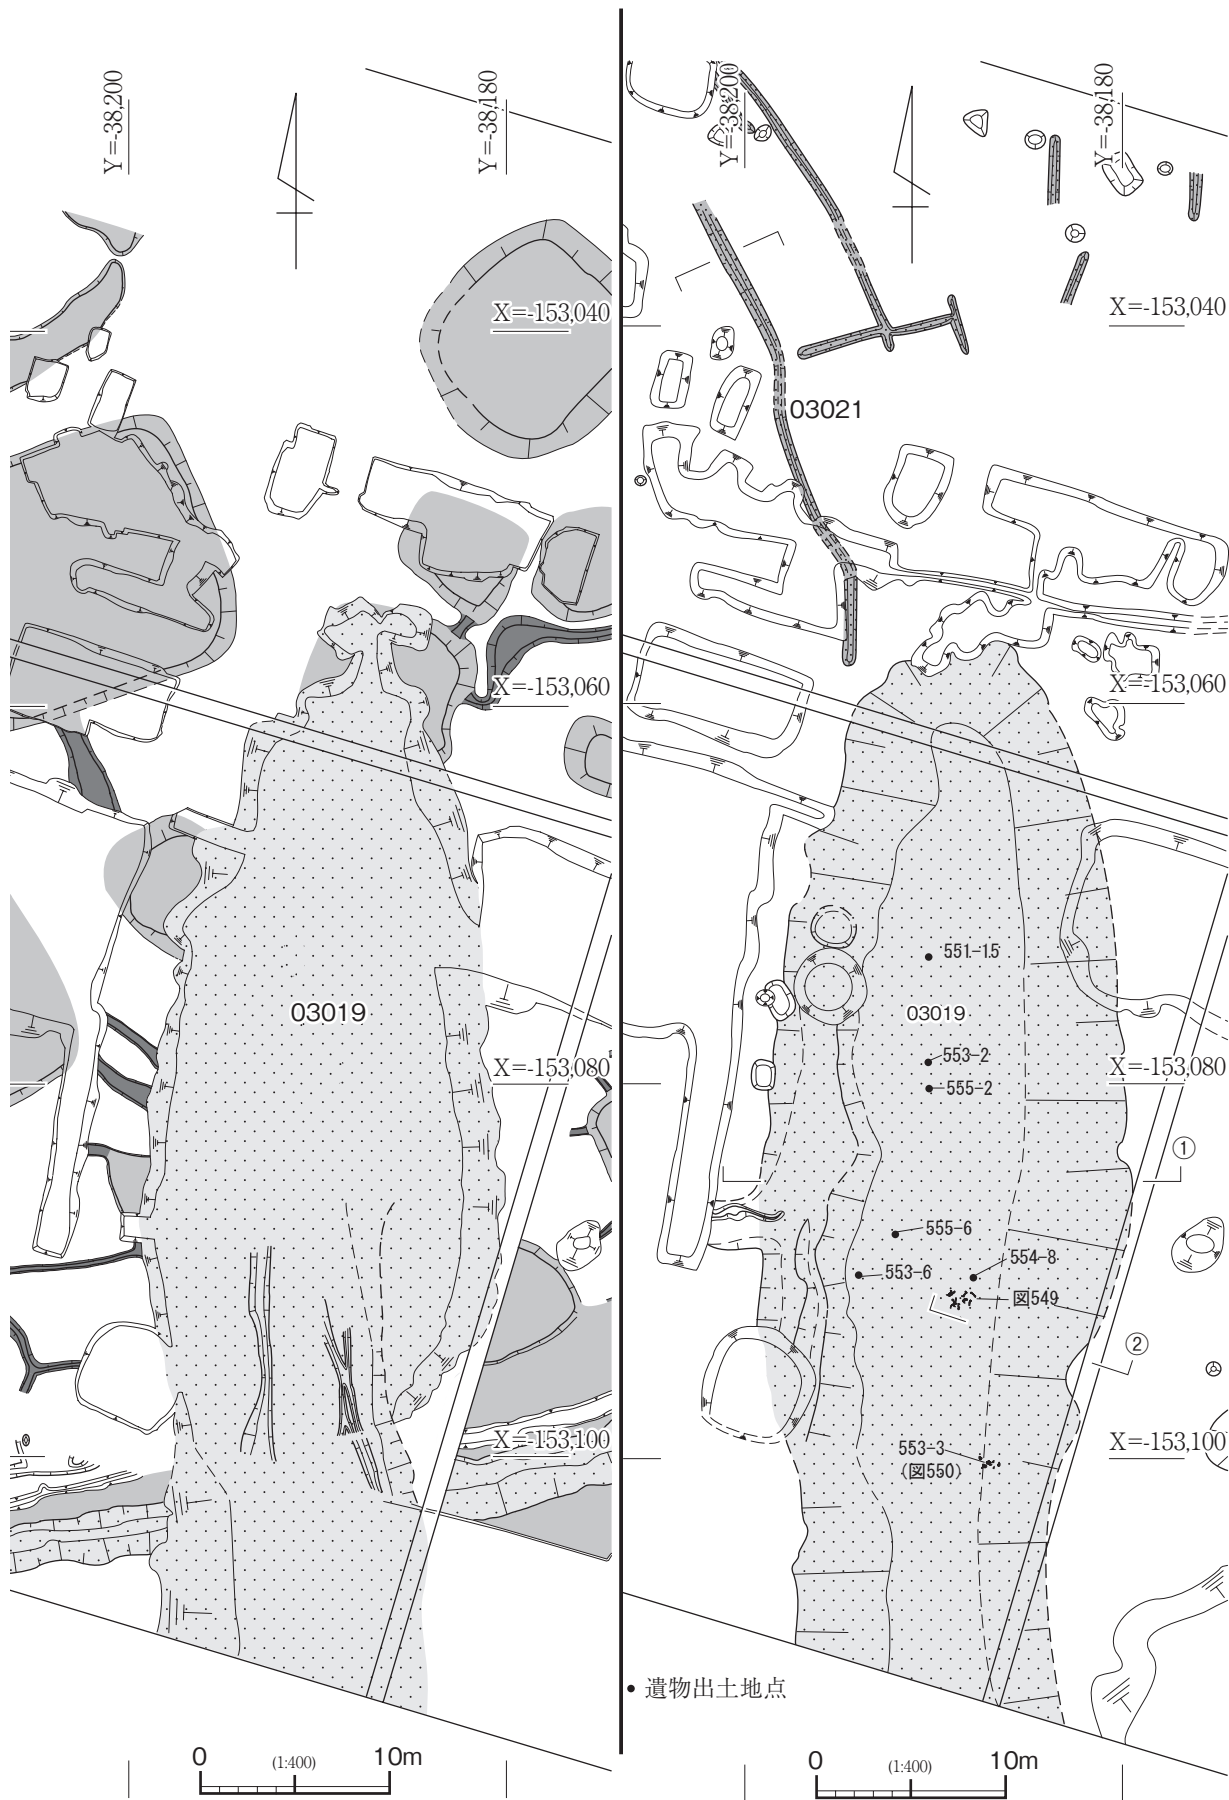 Y=-38,200
Y=-38,180
X=-153,040
X=-153,060
03019
X=-153,080
X=-153,100
0 (1:400) 10m
Y=-38,200
Y=-38,180
X=-153,040
03021
X=-153,060
551-15
03019
553-2
X=-153,080
555-2
①
555-6
554-8
553-6
図549
②
553-3
(図550)
X=-153,100
● 遺物出土地点
0 (1:400) 10m